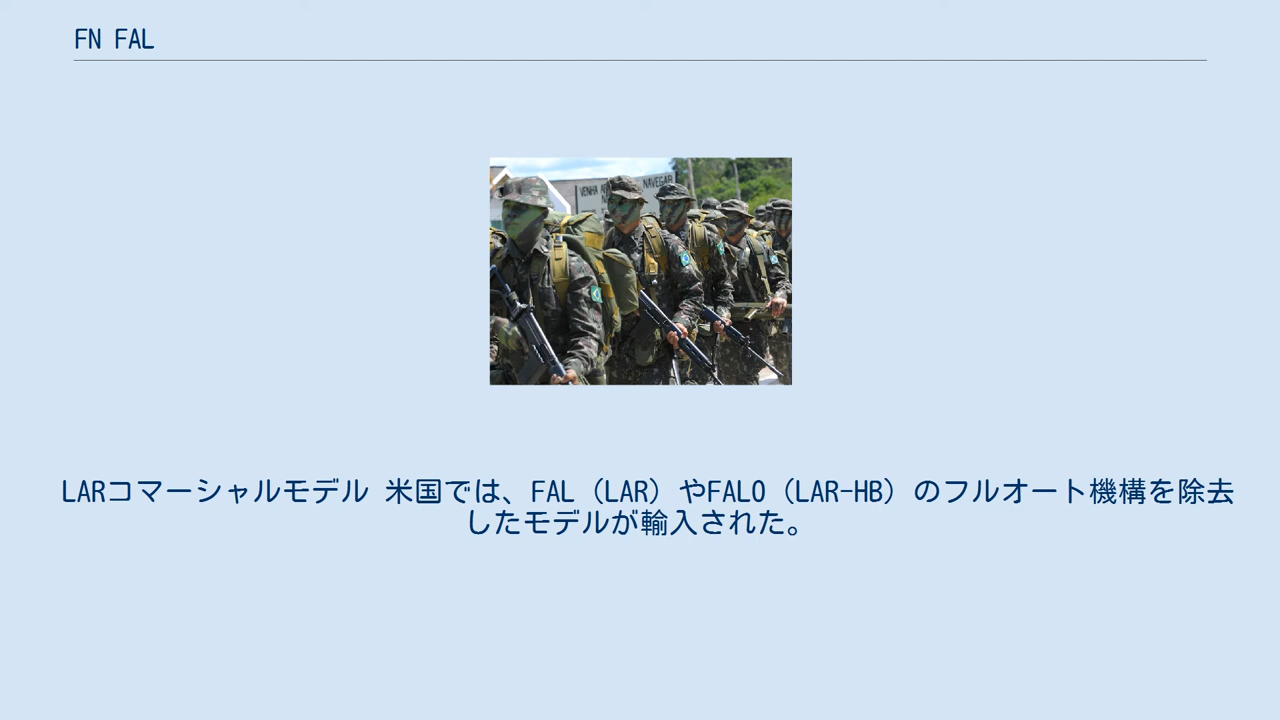 FN FAL
VENHA
NAVEGAR
LARコマーシャルモデル 米国では、FAL（LAR）やFALO（LAR-HB）のフルオート機構を除去
したモデルが輸入された。